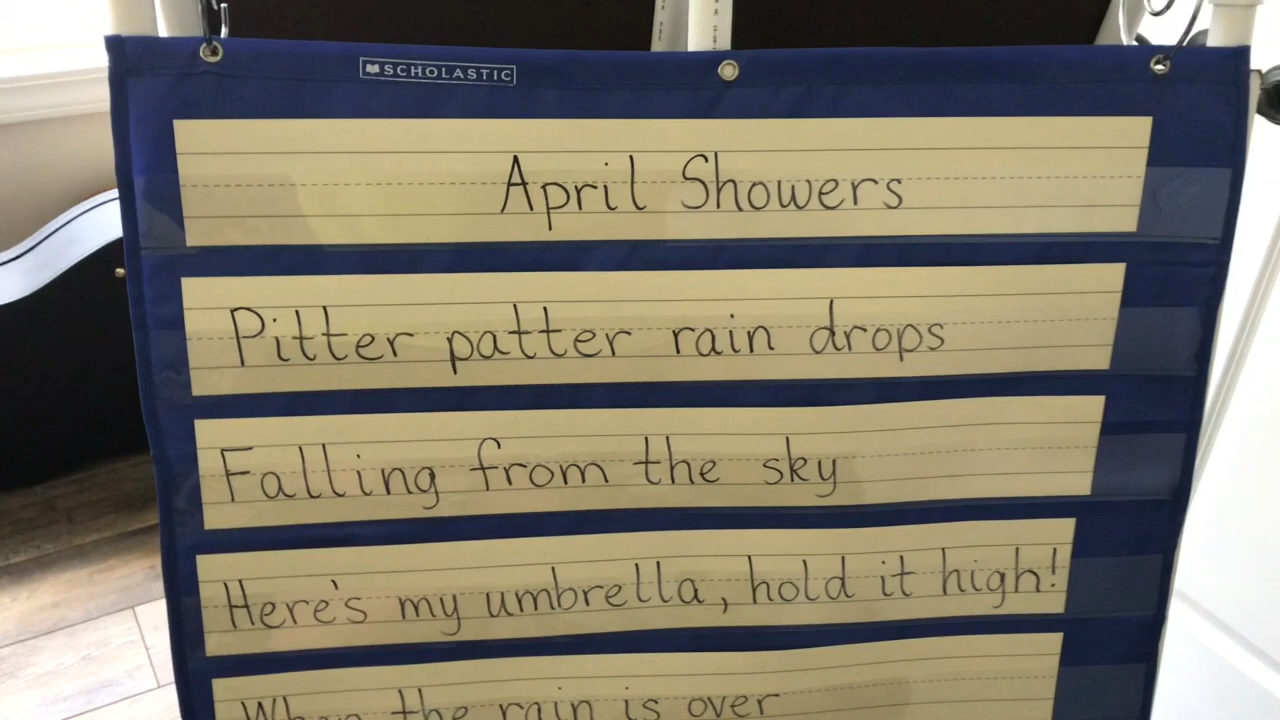 SCHOLASTIC
April Showers
Pitter patter rain drops
Falling from the sky
Here's my umbrella, hold it high!
When the rain is over